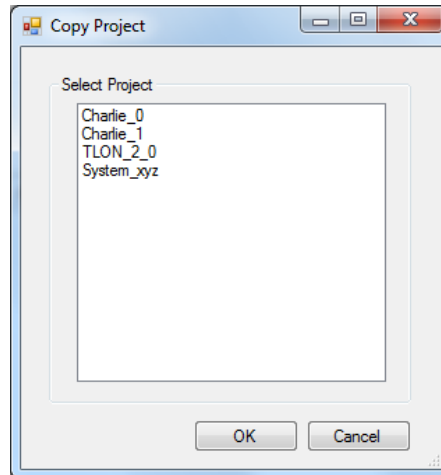 Copy Project
Select Project
Charlie_0
Charlie_1
TLON_2_0
System_xyz
OK
Cancel